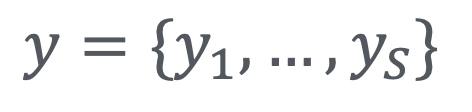 y = {y₁, ..., y_S}